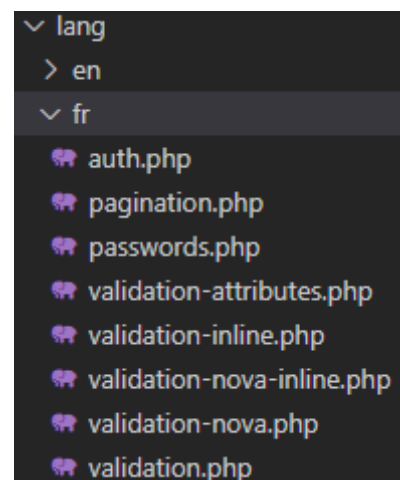 lang
en
fr
auth.php
pagination.php
passwords.php
validation-attributes.php
validation-inline.php
validation-nova-inline.php
validation-nova.php
validation.php